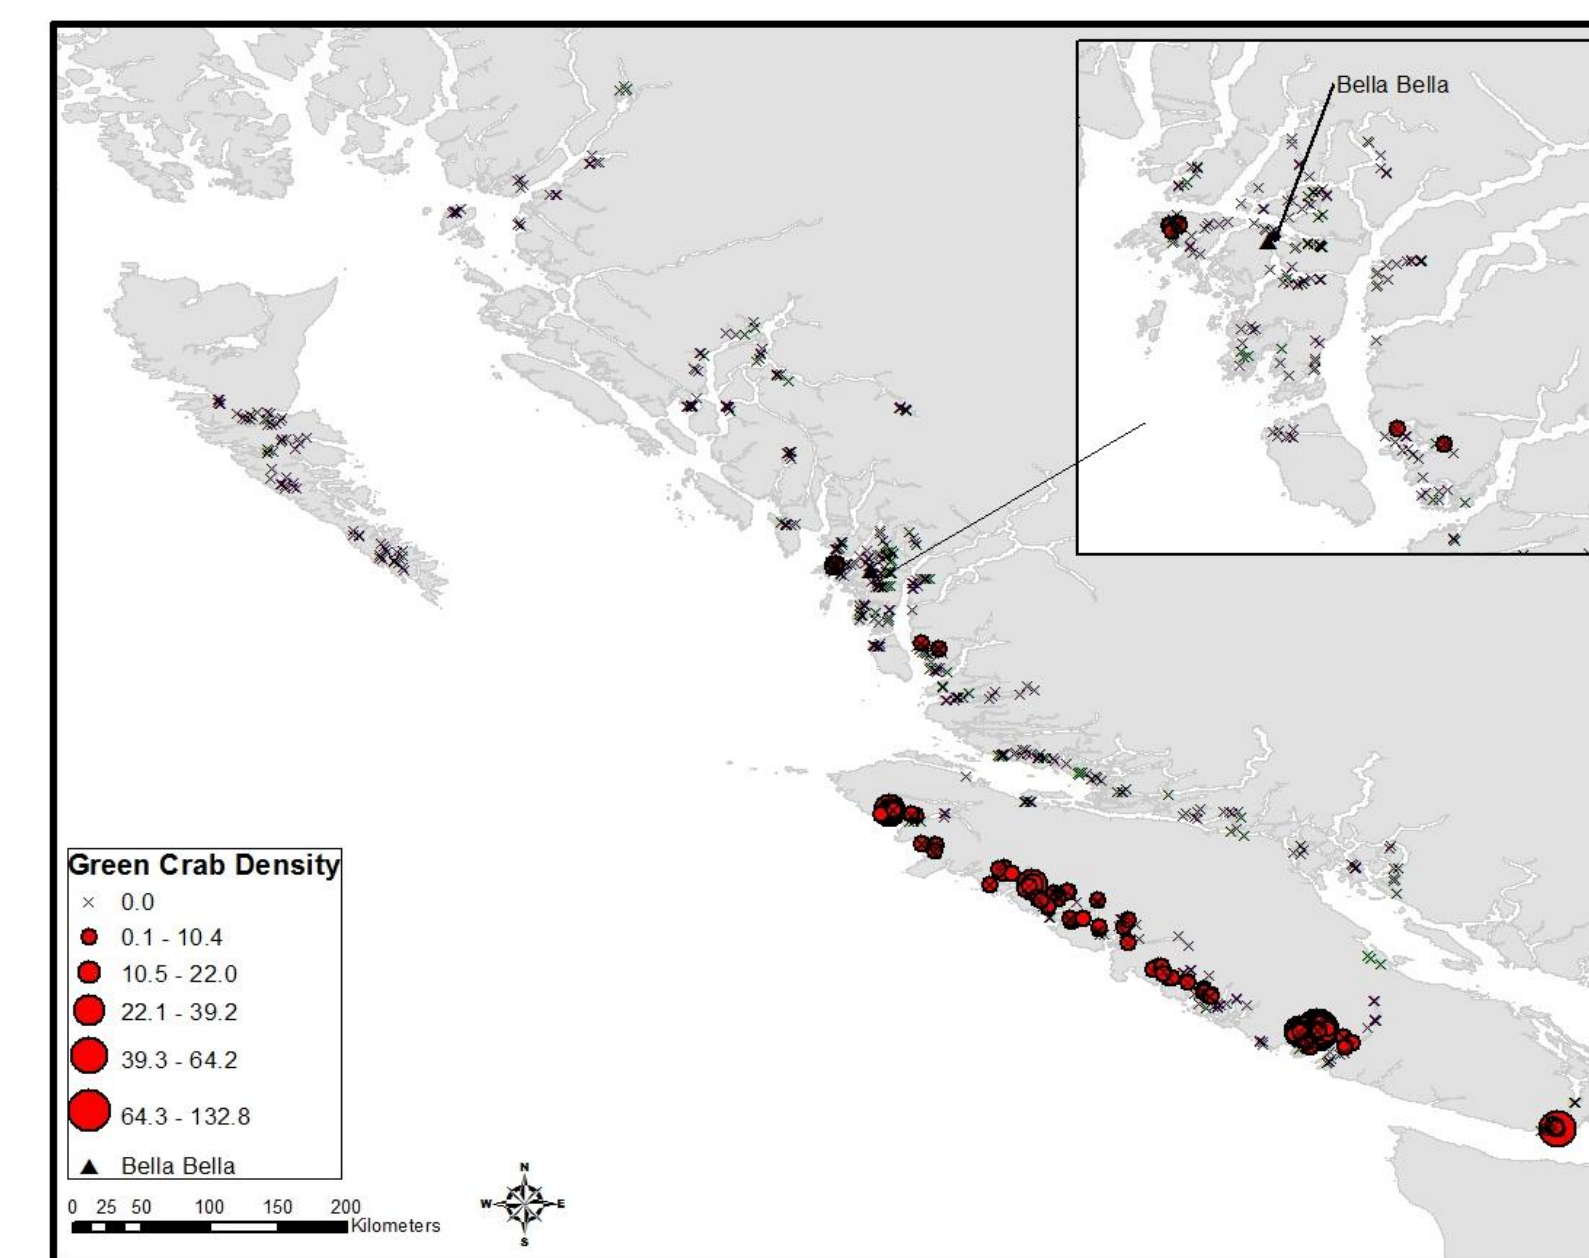 Bella Bella
Green Crab Density
0.0
0.1 - 10.4
10.5 - 22.0
22.1 - 39.2
39.3 - 64.2
64.3 - 132.8
Bella Bella
0 25 50 100 150 200
Kilometers
N
W E
S